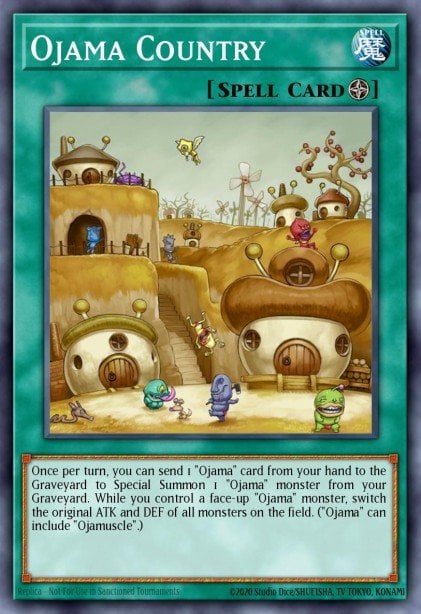 Ojama Country
SPELL
魔
[Spell Card]
Once per turn, you can send 1 "Ojama" card from your hand to the
Graveyard to Special Summon 1 "Ojama" monster from your
Graveyard. While you control a face-up "Ojama" monster, switch
the original ATK and DEF of all monsters on the field. ("Ojama" can
include "Ojamuscle".)
Replica - Not For Use in Sanctioned Tournaments
©2020 Studio Dice/SHUEISHA, TV TOKYO, KONAMI